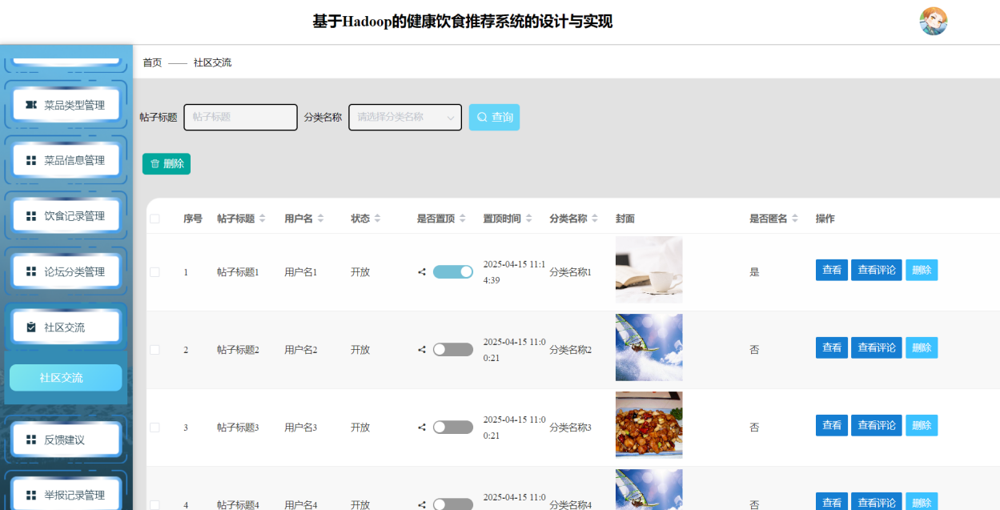 基于Hadoop的健康饮食推荐系统的设计与实现
首页 社区交流
菜品类型管理
菜品信息管理
饮食记录管理
论坛分类管理
社区交流
社区交流
反馈建议
举报记录管理
帖子标题 帖子标题 分类名称 请选择分类名称 查询
删除
序号 帖子标题 用户名 状态 是否置顶 置顶时间 分类名称 封面 是否匿名 操作
1 帖子标题1 用户名1 开放 2025-04-15 11:1
4:39 分类名称1 是 查看 查看评论 删除
2 帖子标题2 用户名2 开放 2025-04-15 11:0
0:21 分类名称2 否 查看 查看评论 删除
3 帖子标题3 用户名3 开放 2025-04-15 11:0
0:21 分类名称3 否 查看 查看评论 删除
4 帖子标题4 用户名4 开放 2025-04-15 11:0
分类名称4 否 查看 查看评论 删除